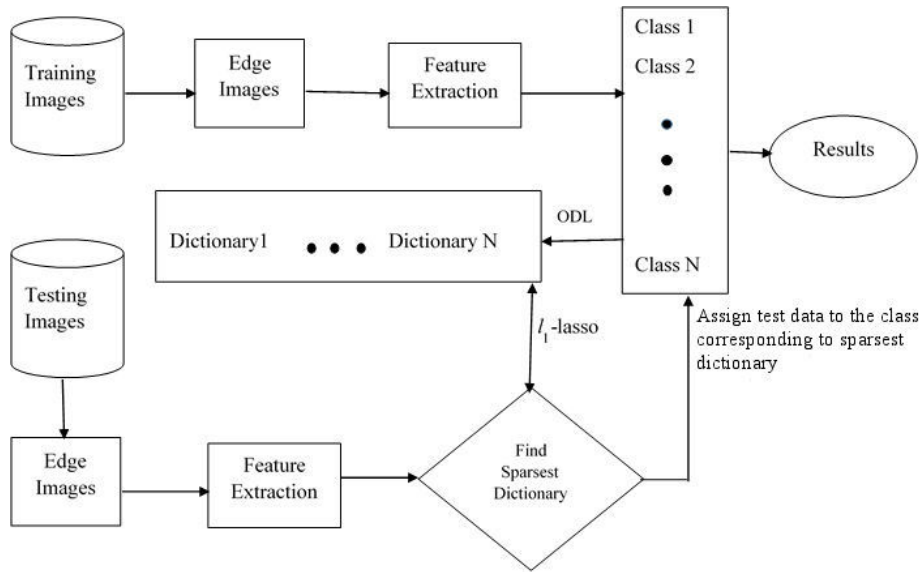 Training
Images
Edge
Images
Feature
Extraction
Class 1
Class 2
Class N
Results
ODL
Dictionary1
Dictionary N
Testing
Images
l1-lasso
Assign test data to the class
corresponding to sparsest
dictionary
Edge
Images
Feature
Extraction
Find
Sparsest
Dictionary